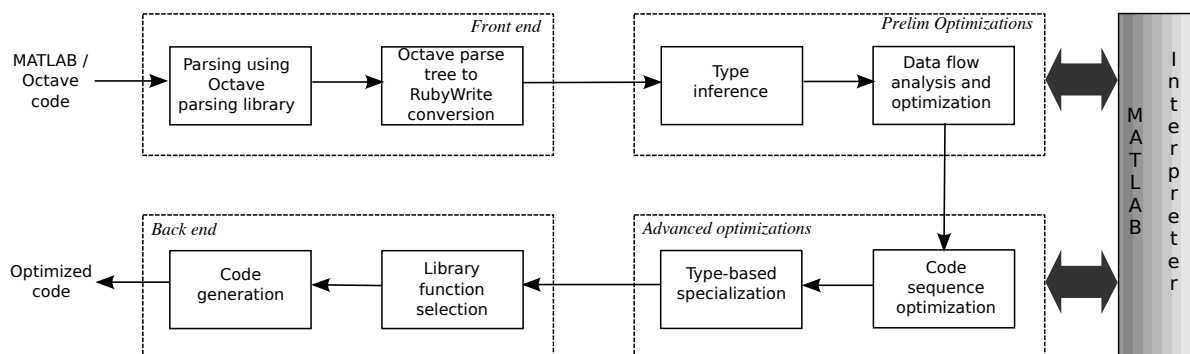 Front end
Prelim Optimizations
MATLAB /
Octave
code
Parsing using
Octave
parsing library
Octave parse
tree to
RubyWrite
conversion
Type
inference
Data flow
analysis and
optimization
MATLAB
Interpreter
Back end
Advanced optimizations
Optimized
code
Code
generation
Library
function
selection
Type-based
specialization
Code
sequence
optimization